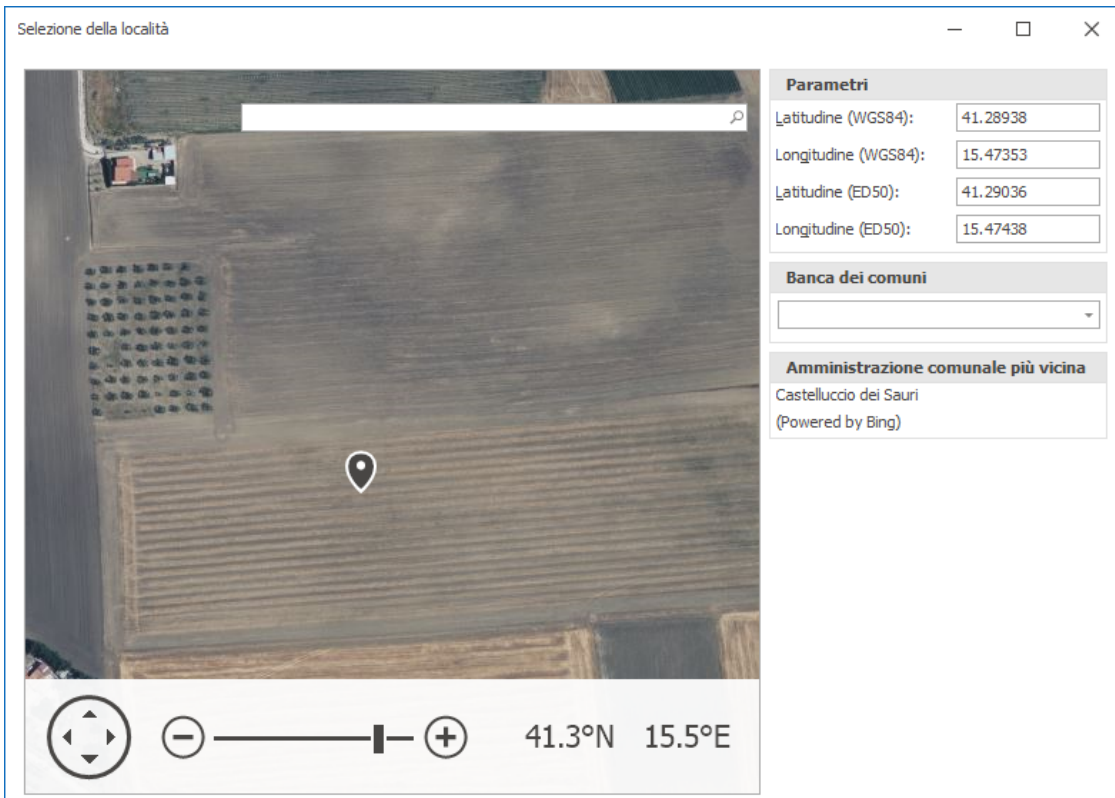 Selezione della località
Parametri
Latitudine (WGS84): 41.28938
Longitudine (WGS84): 15.47353
Latitudine (ED50): 41.29036
Longitudine (ED50): 15.47438
Banca dei comuni
Amministrazione comunale più vicina
Castelluccio dei Sauri
(Powered by Bing)
41.3°N 15.5°E